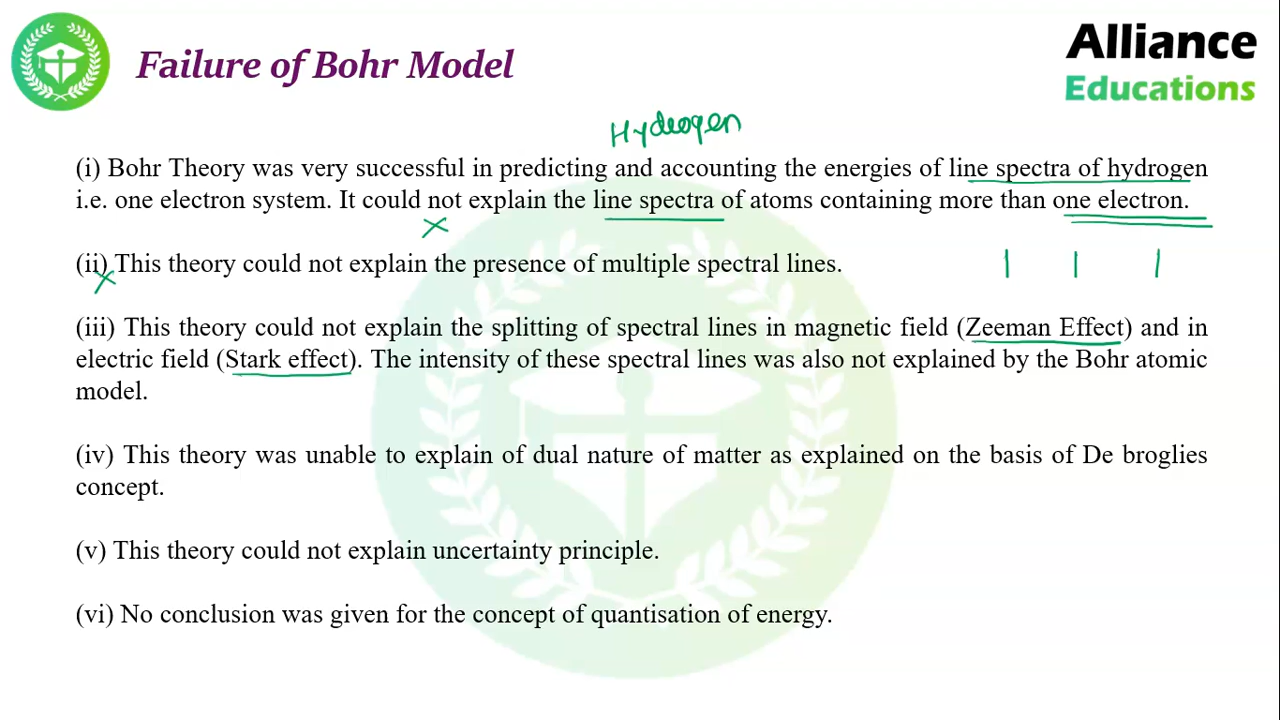 Failure of Bohr Model
Alliance
Educations
Hydrogen
(i) Bohr Theory was very successful in predicting and accounting the energies of line spectra of hydrogen
i.e. one electron system. It could not explain the line spectra of atoms containing more than one electron.
(ii) This theory could not explain the presence of multiple spectral lines.
(iii) This theory could not explain the splitting of spectral lines in magnetic field (Zeeman Effect) and in
electric field (Stark effect). The intensity of these spectral lines was also not explained by the Bohr atomic
model.
(iv) This theory was unable to explain of dual nature of matter as explained on the basis of De broglies
concept.
(v) This theory could not explain uncertainty principle.
(vi) No conclusion was given for the concept of quantisation of energy.